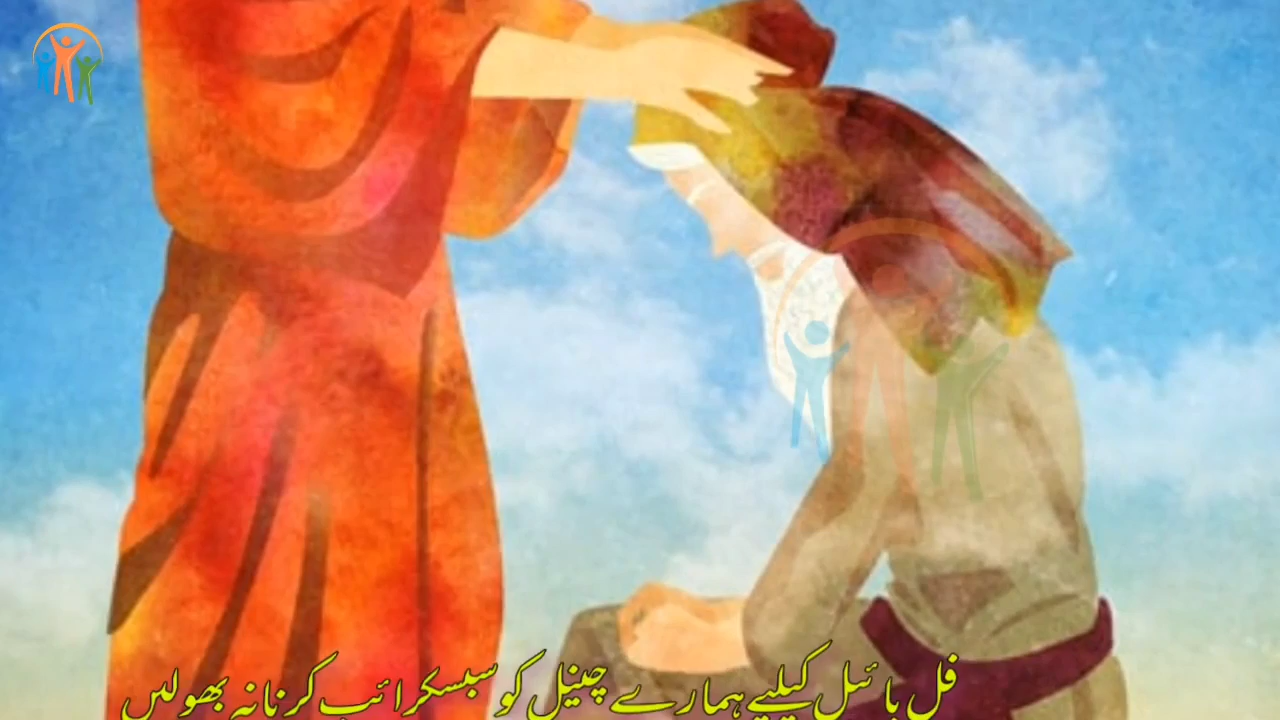 فل بائبل کیلیے ہمارے چینل کو سبسکرائب کرنا نہ بھولیں